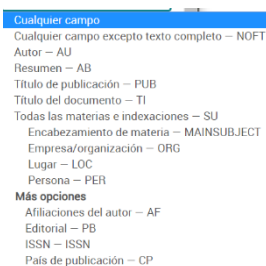 Cualquier campo
Cualquier campo excepto texto completo — NOFT
Autor — AU
Resumen — AB
Título de publicación — PUB
Título del documento — TI
Todas las materias e indexaciones — SU
Encabezamiento de materia — MAINSUBJECT
Empresa/organización — ORG
Lugar — LOC
Persona — PER
Más opciones
Afiliaciones del autor — AF
Editorial — PB
ISSN — ISSN
País de publicación — CP